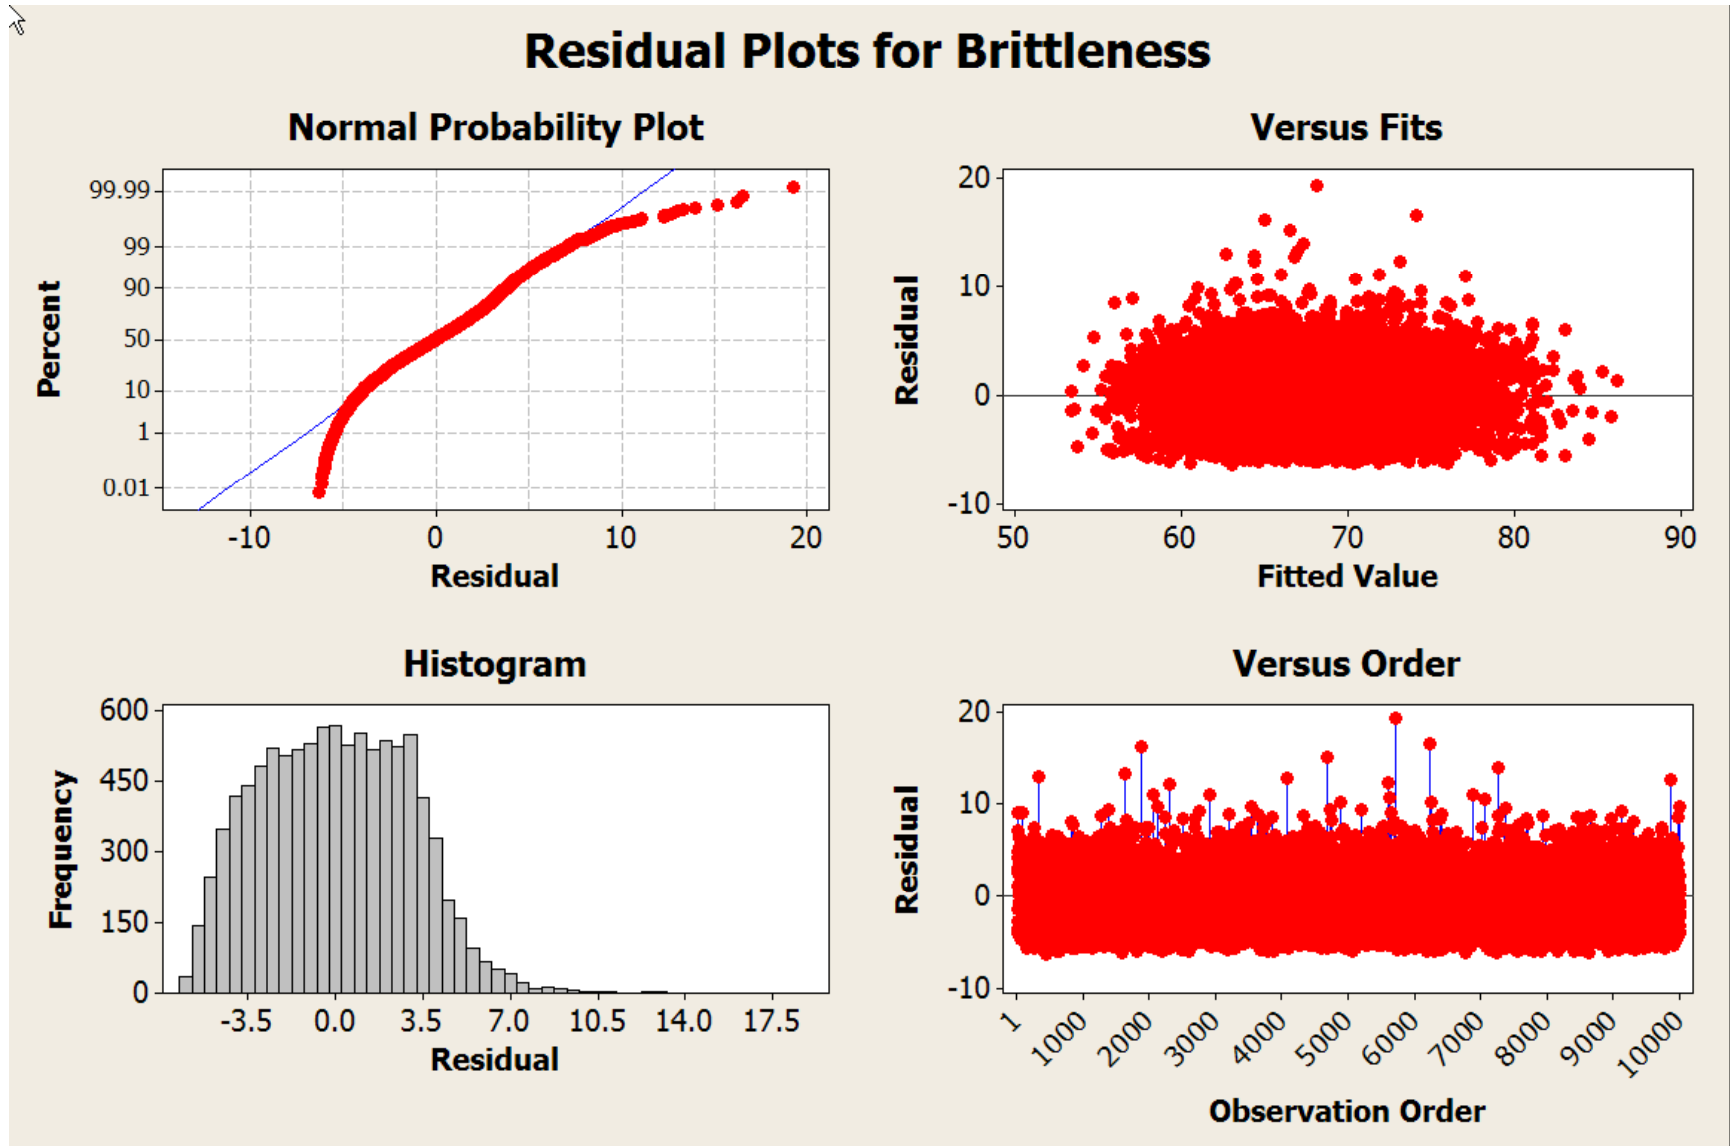 Residual Plots for Brittleness
Normal Probability Plot
99.99
99
90
50
10
1
0.01
Percent
-10 0 10 20
Residual
Versus Fits
20
10
0
-10
Residual
50 60 70 80 90
Fitted Value
Histogram
600
450
300
150
0
Frequency
-3.5 0.0 3.5 7.0 10.5 14.0 17.5
Residual
Versus Order
20
10
0
-10
Residual
1 1000 2000 3000 4000 5000 6000 7000 8000 9000 10000
Observation Order